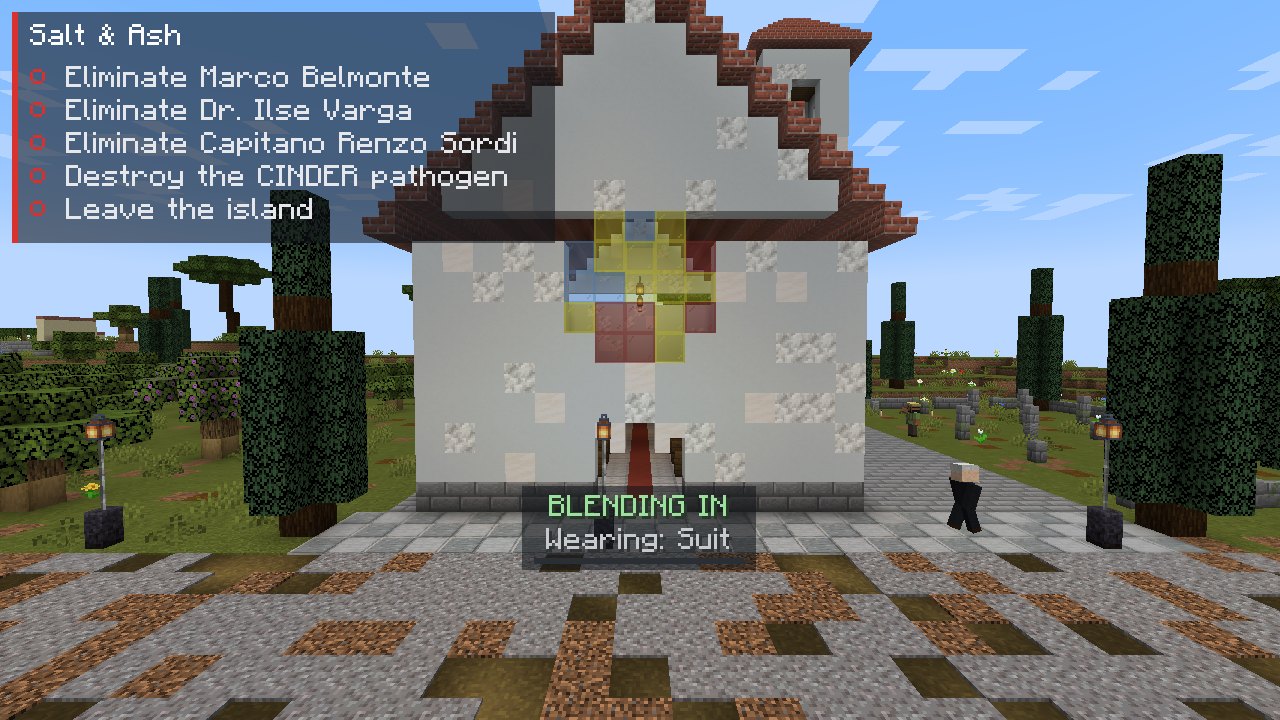 Salt & Ash
Eliminate Marco Belmonte
Eliminate Dr. Ilse Varga
Eliminate Capitano Renzo Sordi
Destroy the CINDER pathogen
Leave the island
BLENDING IN
Wearing: Suit